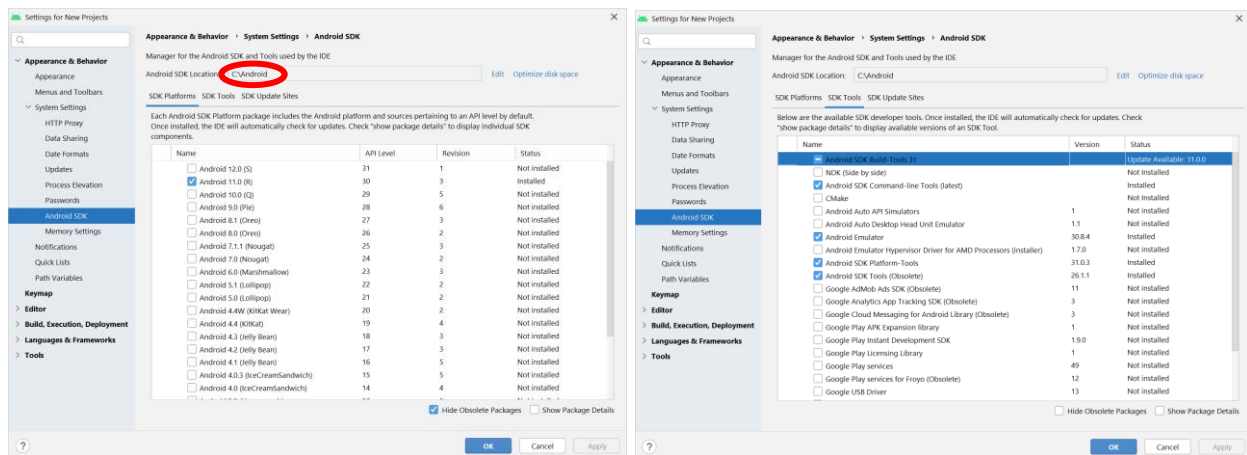 Settings for New Projects
Appearance & Behavior
Appearance
Menus and Toolbars
System Settings
HTTP Proxy
Data Sharing
Date Formats
Updates
Process Elevation
Passwords
Android SDK
Memory Settings
Notifications
Quick Lists
Path Variables
Keymap
Editor
Build, Execution, Deployment
Languages & Frameworks
Tools
Appearance & Behavior › System Settings › Android SDK
Manager for the Android SDK and Tools used by the IDE
Android SDK Location: C:\Android Edit Optimize disk space
SDK Platforms SDK Tools SDK Update Sites
Each Android SDK Platform package includes the Android platform and sources pertaining to an API level by default.
Once installed, the IDE will automatically check for updates. Check "show package details" to display individual SDK
components.
Name API Level Revision Status
Android 12.0 (S) 31 1 Not installed
Android 11.0 (R) 30 3 Installed
Android 10.0 (Q) 29 5 Not installed
Android 9.0 (Pie) 28 6 Not installed
Android 8.1 (Oreo) 27 3 Not installed
Android 8.0 (Oreo) 26 2 Not installed
Android 7.1.1 (Nougat) 25 3 Not installed
Android 7.0 (Nougat) 24 2 Not installed
Android 6.0 (Marshmallow) 23 3 Not installed
Android 5.1 (Lollipop) 22 2 Not installed
Android 5.0 (Lollipop) 21 2 Not installed
Android 4.4W (KitKat Wear) 20 2 Not installed
Android 4.4 (KitKat) 19 4 Not installed
Android 4.3 (Jelly Bean) 18 3 Not installed
Android 4.2 (Jelly Bean) 17 3 Not installed
Android 4.1 (Jelly Bean) 16 5 Not installed
Android 4.0.3 (IceCreamSandwich) 15 5 Not installed
Android 4.0 (IceCreamSandwich) 14 4 Not installed
Hide Obsolete Packages Show Package Details
? OK Cancel Apply
Settings for New Projects
Appearance & Behavior
Appearance
Menus and Toolbars
System Settings
HTTP Proxy
Data Sharing
Date Formats
Updates
Process Elevation
Passwords
Android SDK
Memory Settings
Notifications
Quick Lists
Path Variables
Keymap
Editor
Build, Execution, Deployment
Languages & Frameworks
Tools
Appearance & Behavior › System Settings › Android SDK
Manager for the Android SDK and Tools used by the IDE
Android SDK Location: C:\Android Edit Optimize disk space
SDK Platforms SDK Tools SDK Update Sites
Below are the available SDK developer tools. Once installed, the IDE will automatically check for updates. Check
"show package details" to display available versions of an SDK Tool.
Name Version Status
Android SDK Build-Tools 31 Update Available: 31.0.0
NDK (Side by side) Not Installed
Android SDK Command-line Tools (latest) Installed
CMake Not Installed
Android Auto API Simulators 1 Not installed
Android Auto Desktop Head Unit Emulator 1.1 Not installed
Android Emulator 30.8.4 Installed
Android Emulator Hypervisor Driver for AMD Processors (installer) 1.7.0 Not installed
Android SDK Platform-Tools 31.0.3 Installed
Android SDK Tools (Obsolete) 26.1.1 Installed
Google AdMob Ads SDK (Obsolete) 11 Not installed
Google Analytics App Tracking SDK (Obsolete) 3 Not installed
Google Cloud Messaging for Android Library (Obsolete) 3 Not installed
Google Play APK Expansion library 1 Not installed
Google Play Instant Development SDK 1.9.0 Not installed
Google Play Licensing Library 1 Not installed
Google Play services 49 Not installed
Google Play services for Froyo (Obsolete) 12 Not installed
Google USB Driver 13 Not installed
Hide Obsolete Packages Show Package Details
? OK Cancel Apply